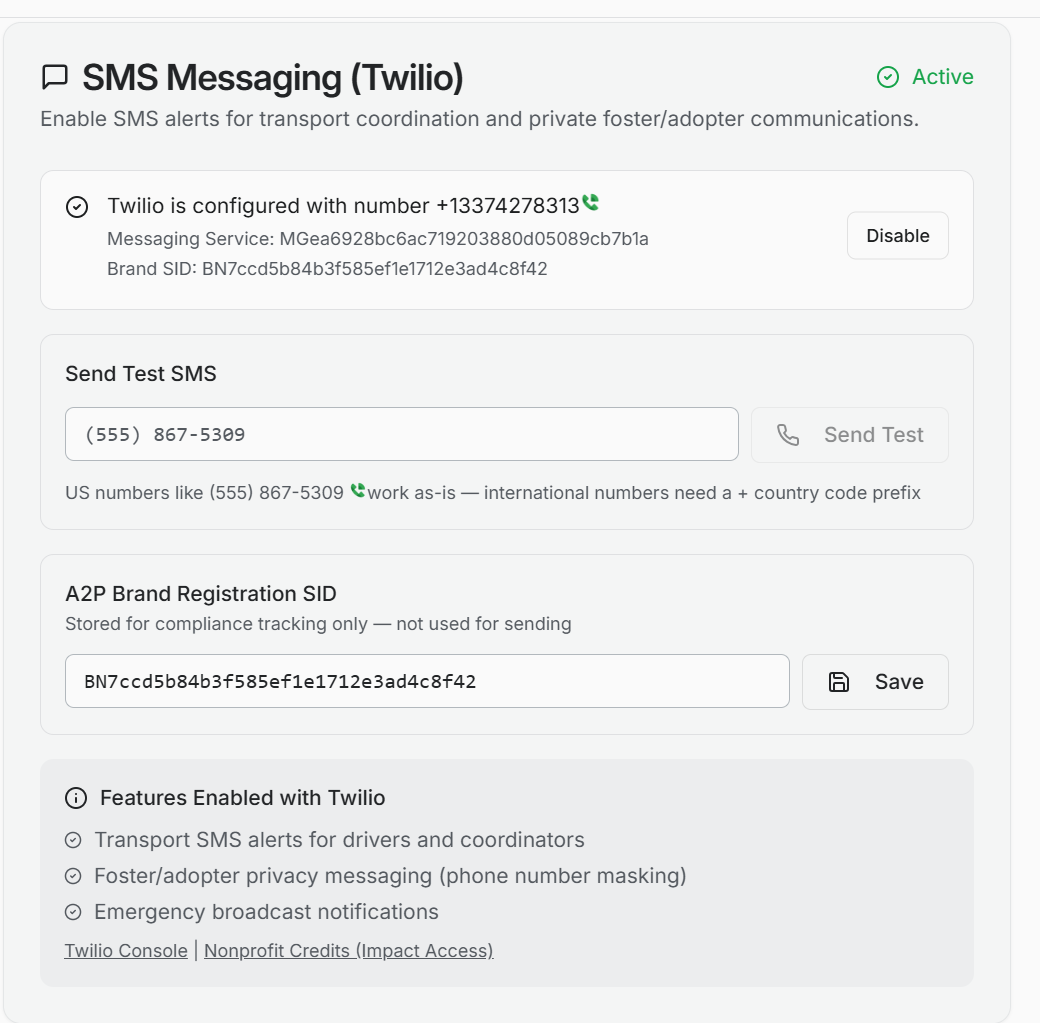 SMS Messaging (Twilio)
Active
Enable SMS alerts for transport coordination and private foster/adopter communications.
Twilio is configured with number +13374278313
Messaging Service: MGea6928bc6ac719203880d05089cb7b1a
Brand SID: BN7ccd5b84b3f585ef1e1712e3ad4c8f42
Disable
Send Test SMS
(555) 867-5309
Send Test
US numbers like (555) 867-5309 work as-is — international numbers need a + country code prefix
A2P Brand Registration SID
Stored for compliance tracking only — not used for sending
BN7ccd5b84b3f585ef1e1712e3ad4c8f42
Save
Features Enabled with Twilio
Transport SMS alerts for drivers and coordinators
Foster/adopter privacy messaging (phone number masking)
Emergency broadcast notifications
Twilio Console | Nonprofit Credits (Impact Access)